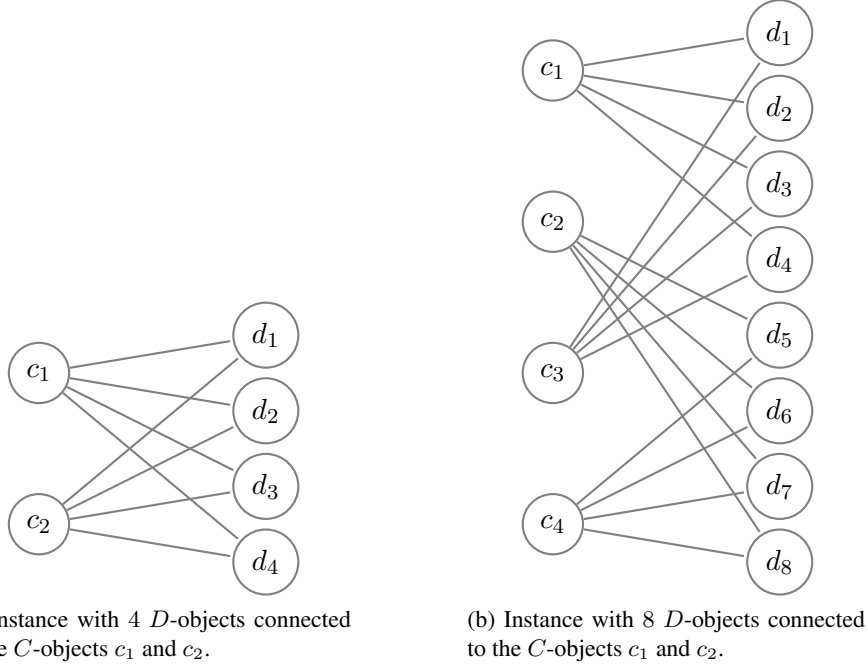 c₁
c₂
d₁
d₂
d₃
d₄
nstance with 4 D-objects connected
C-objects c₁ and c₂.
c₁
c₂
c₃
c₄
d₁
d₂
d₃
d₄
d₅
d₆
d₇
d₈
(b) Instance with 8 D-objects connected
to the C-objects c₁ and c₂.